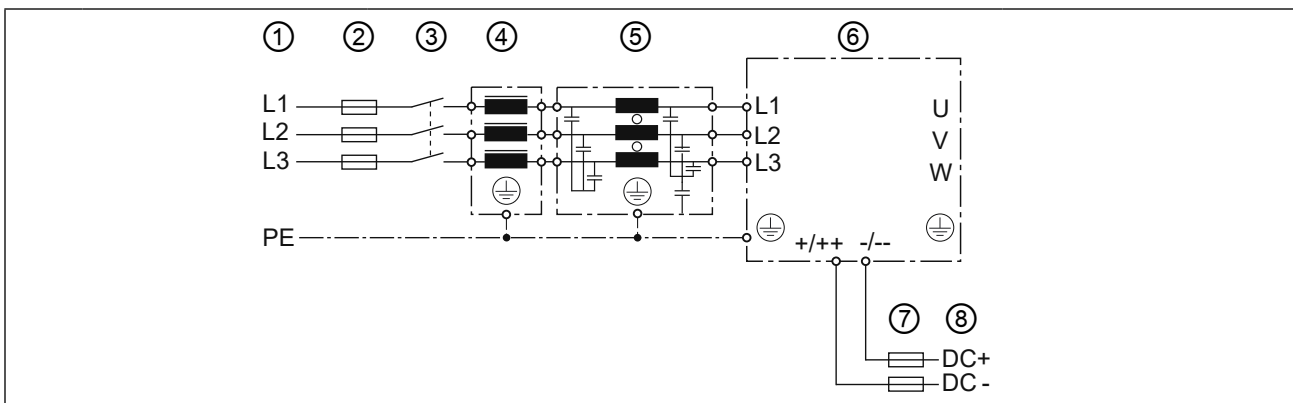 ① ② ③ ④ ⑤ ⑥
L1 L1 U
L2 L2 V
L3 L3 W
PE
+/++ -/--
⑦ ⑧
DC+
DC -